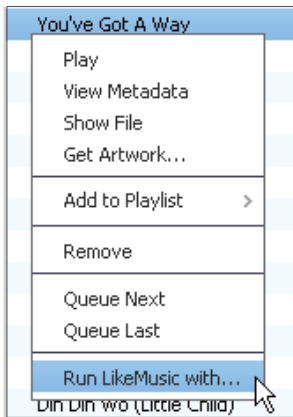 You've Got A Way
Play
View Metadata
Show File
Get Artwork...
Add to Playlist
Remove
Queue Next
Queue Last
Run LikeMusic with...
Din Din Wo (Little Child)